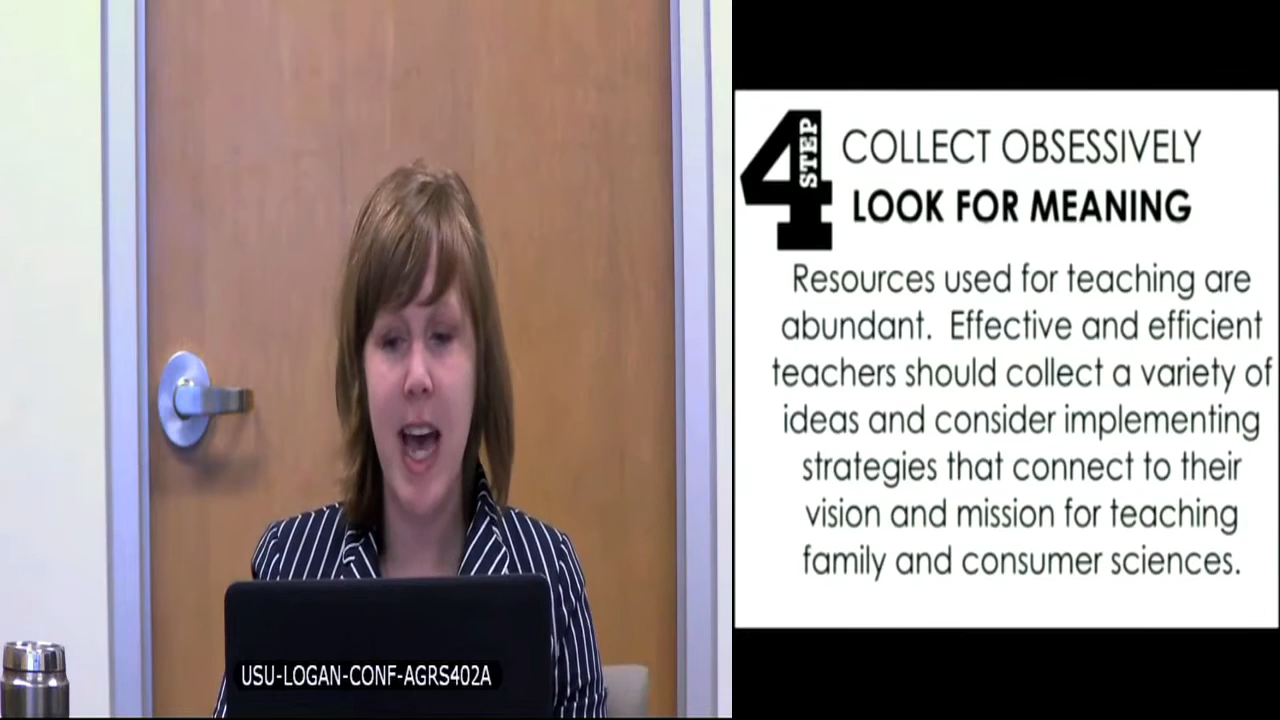 USU-LOGAN-CONF-AGRS402A
4 STEP
COLLECT OBSESSIVELY
LOOK FOR MEANING
Resources used for teaching are
abundant. Effective and efficient
teachers should collect a variety of
ideas and consider implementing
strategies that connect to their
vision and mission for teaching
family and consumer sciences.